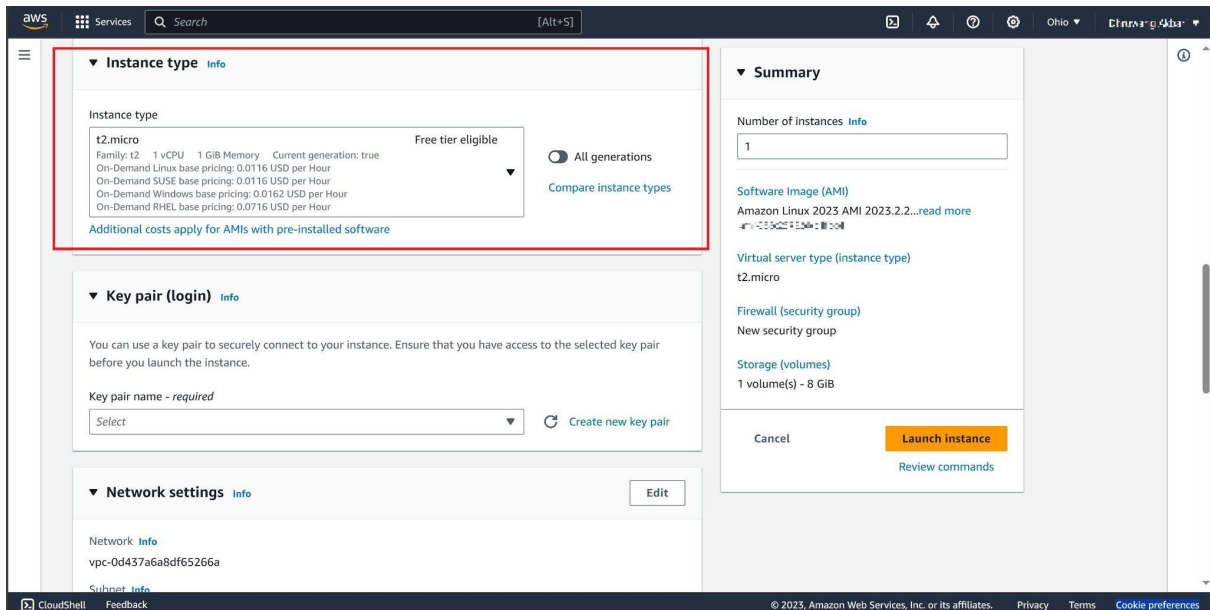 aws
Services
Search
[Alt+S]
Ohio
Instance type Info
Instance type
t2.micro Free tier eligible
Family: t2 1 vCPU 1 GiB Memory Current generation: true
On-Demand Linux base pricing: 0.0116 USD per Hour
On-Demand SUSE base pricing: 0.0116 USD per Hour
On-Demand Windows base pricing: 0.0162 USD per Hour
On-Demand RHEL base pricing: 0.0716 USD per Hour
All generations
Compare instance types
Additional costs apply for AMIs with pre-installed software
Key pair (login) Info
You can use a key pair to securely connect to your instance. Ensure that you have access to the selected key pair
before you launch the instance.
Key pair name - required
Select
Create new key pair
Network settings Info
Edit
Network Info
vpc-0d437a6a8df65266a
Subnet Info
Summary
Number of instances Info
1
Software Image (AMI)
Amazon Linux 2023 AMI 2023.2.2...read more
Virtual server type (instance type)
t2.micro
Firewall (security group)
New security group
Storage (volumes)
1 volume(s) - 8 GiB
Cancel
Launch instance
Review commands
CloudShell Feedback
© 2023, Amazon Web Services, Inc. or its affiliates. Privacy Terms Cookie preferences